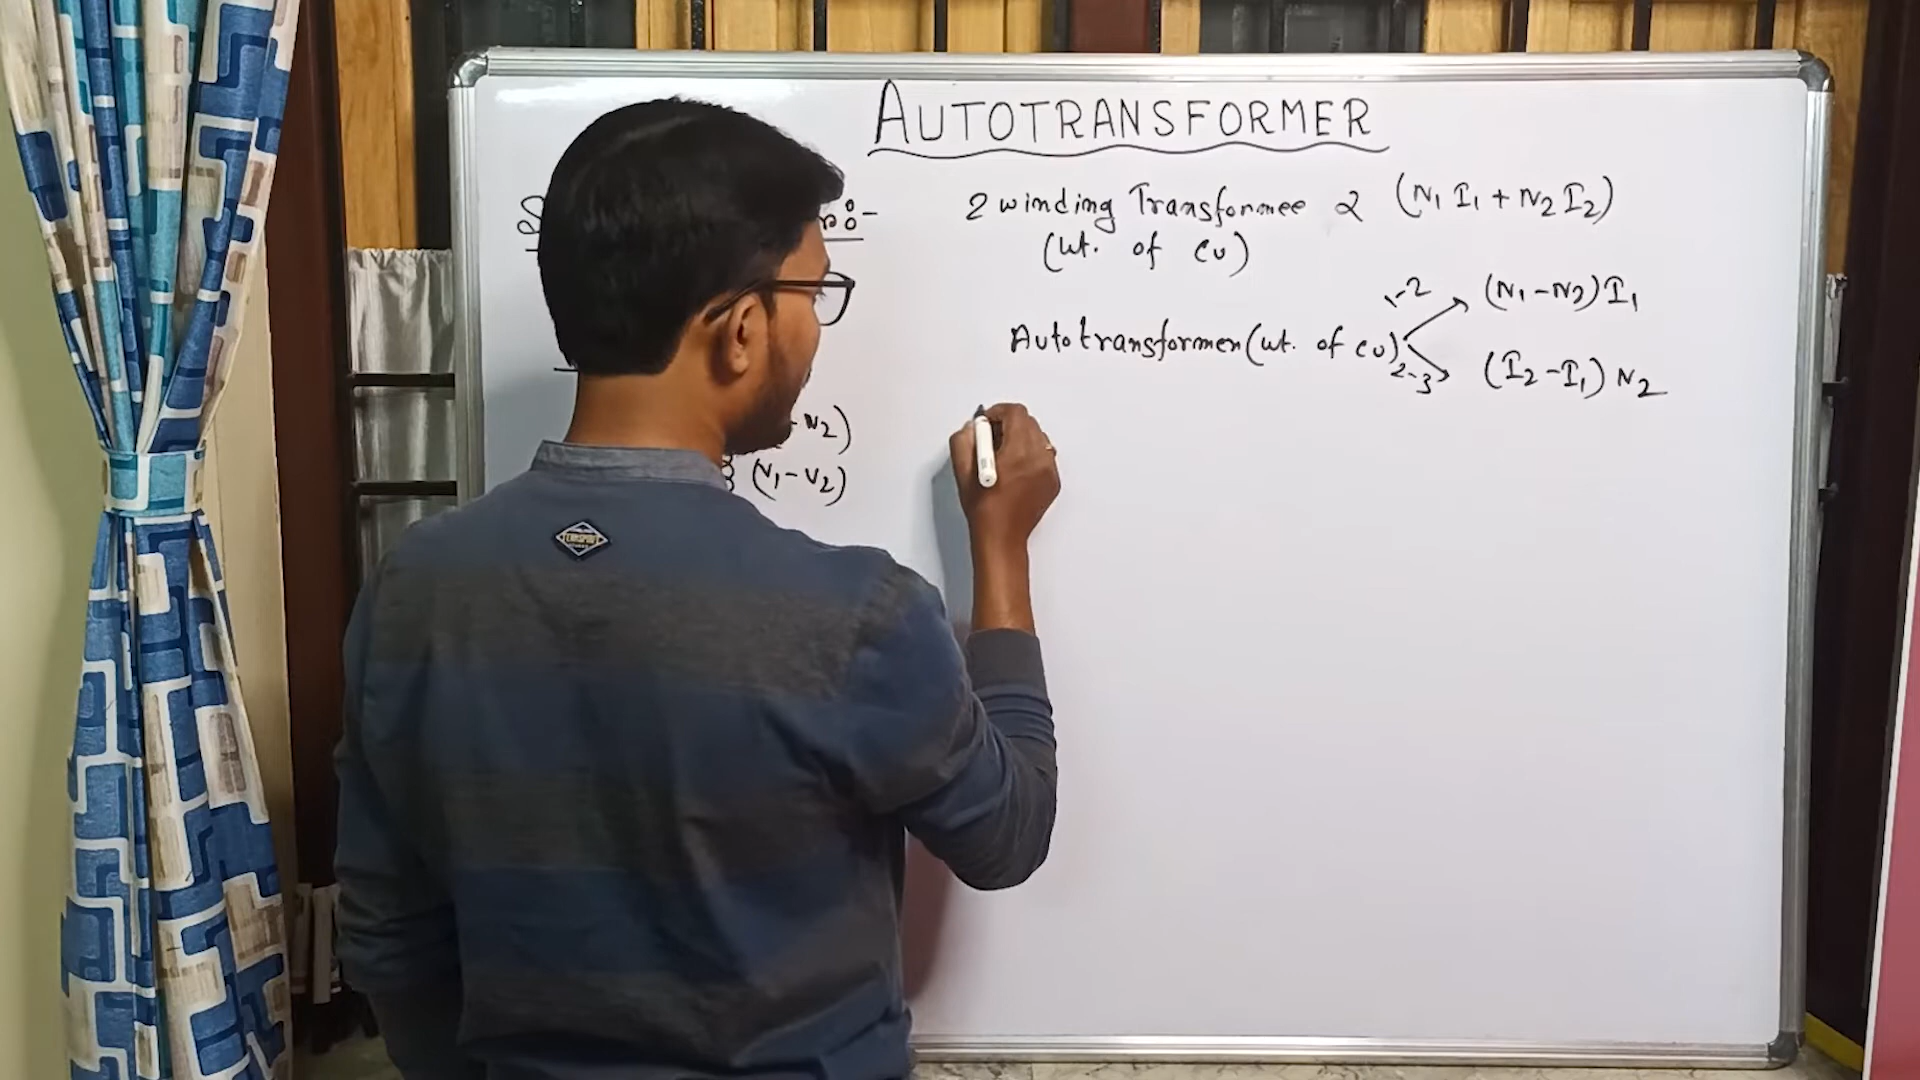 AUTOTRANSFORMER
2 winding Transformer α (N1 I1 + N2 I2)
(wt. of cu)
Autotransformer (wt. of cu)
1-2 (N1 - N2) I1
2-3 (I2 - I1) N2
- N2)
(V1 - V2)